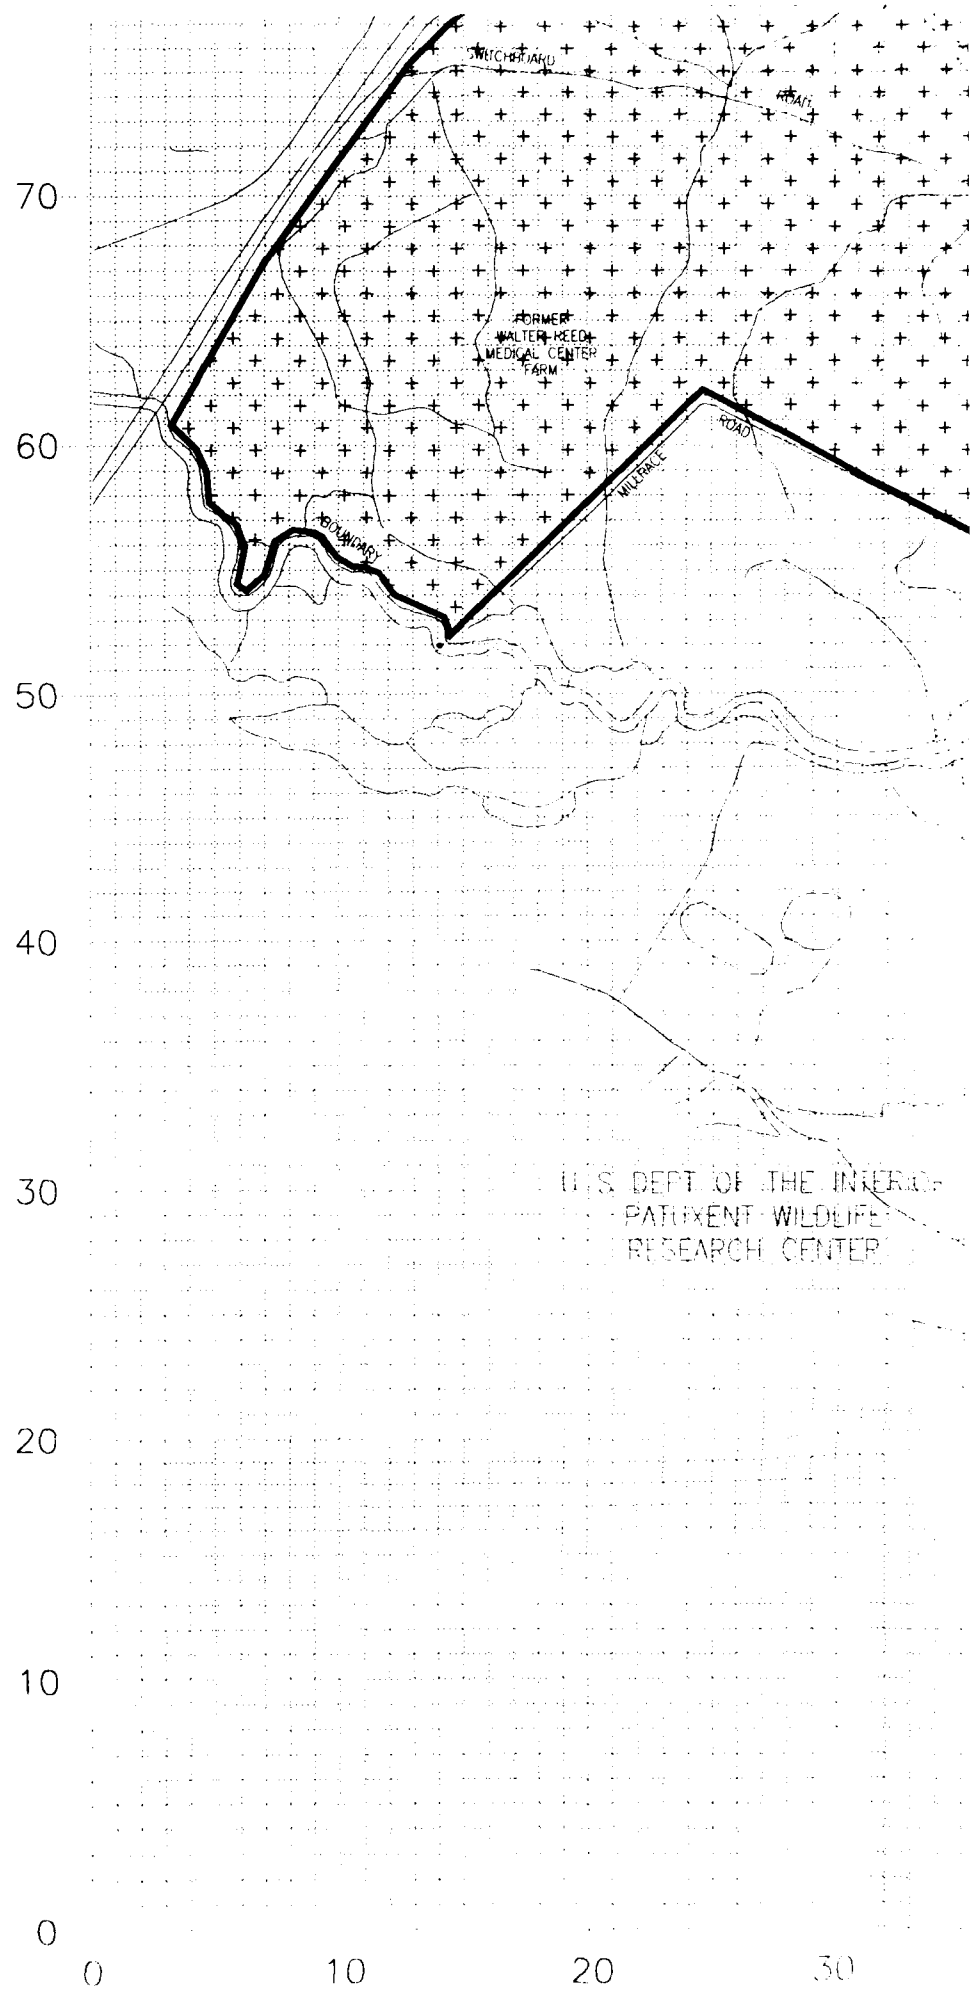 SWITCHBOARD
ROAD
70
FORMER
WALTER REED
MEDICAL CENTER
FARM
ROAD
60
MILLRACE
BOUNDARY
50
40
30
U.S. DEPT OF THE INTERIOR
PATUXENT WILDLIFE
RESEARCH CENTER
20
10
0
0 10 20 30